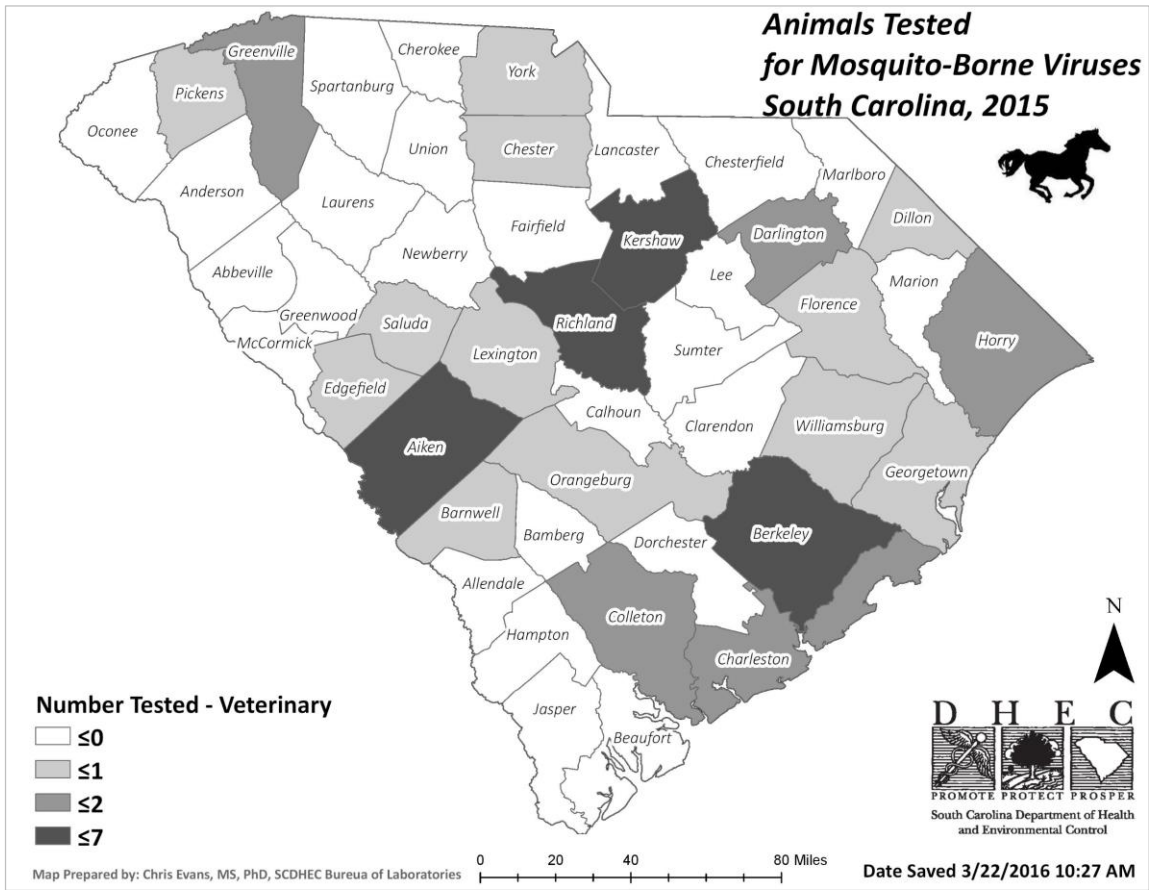 Animals Tested
for Mosquito-Borne Viruses
South Carolina, 2015
Greenville
Cherokee
York
Pickens
Spartanburg
Oconee
Union
Chester
Lancaster
Chesterfield
Marlboro
Anderson
Laurens
Fairfield
Kershaw
Darlington
Dillon
Newberry
Abbeville
Lee
Marion
Florence
Greenwood
Saluda
Richland
McCormick
Lexington
Sumter
Horry
Edgefield
Calhoun
Clarendon
Williamsburg
Aiken
Orangeburg
Georgetown
Barnwell
Bamberg
Dorchester
Berkeley
Allendale
Colleton
Hampton
Charleston
Jasper
Beaufort
N
Number Tested - Veterinary
≤0
≤1
≤2
≤7
D H E C
PROMOTE PROTECT PROSPER
South Carolina Department of Health
and Environmental Control
Map Prepared by: Chris Evans, MS, PhD, SCDHEC Bureua of Laboratories
0 20 40 80 Miles
Date Saved 3/22/2016 10:27 AM